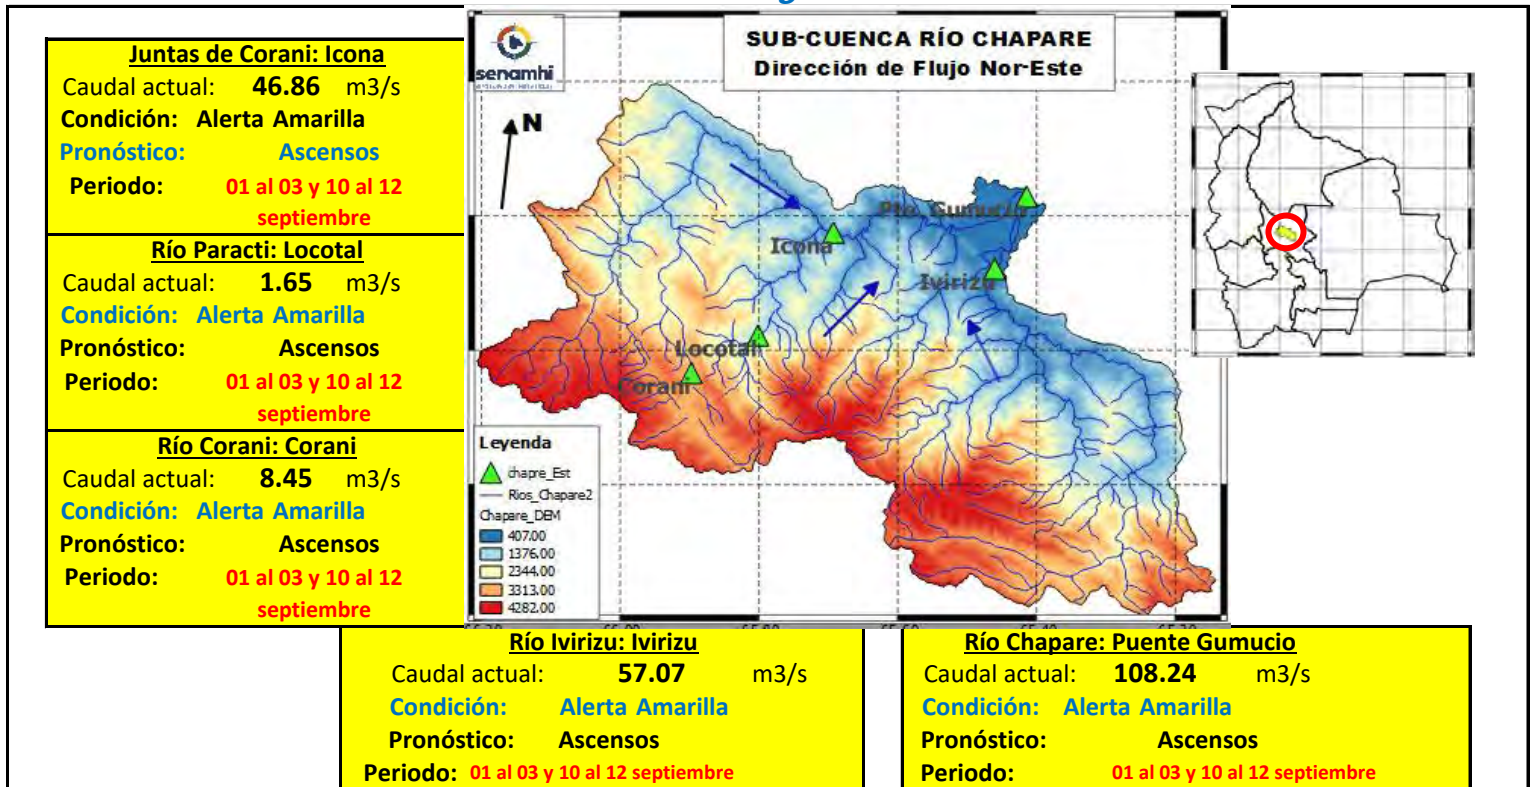 Juntas de Corani: Icona
Caudal actual: 46.86 m3/s
Condición: Alerta Amarilla
Pronóstico: Ascensos
Periodo: 01 al 03 y 10 al 12
septiembre
Río Paracti: Locotal
Caudal actual: 1.65 m3/s
Condición: Alerta Amarilla
Pronóstico: Ascensos
Periodo: 01 al 03 y 10 al 12
septiembre
Río Corani: Corani
Caudal actual: 8.45 m3/s
Condición: Alerta Amarilla
Pronóstico: Ascensos
Periodo: 01 al 03 y 10 al 12
septiembre
senamhi
SUB-CUENCA RÍO CHAPARE
Dirección de Flujo Nor-Este
N
Pto. Gumucio
Icona
Ivirizu
Locotal
Corani
Leyenda
chapre_Est
Rios_Chapare2
Chapare_DEM
407.00
1376.00
2344.00
3313.00
4282.00
Río Ivirizu: Ivirizu
Caudal actual: 57.07 m3/s
Condición: Alerta Amarilla
Pronóstico: Ascensos
Periodo: 01 al 03 y 10 al 12 septiembre
Río Chapare: Puente Gumucio
Caudal actual: 108.24 m3/s
Condición: Alerta Amarilla
Pronóstico: Ascensos
Periodo: 01 al 03 y 10 al 12 septiembre